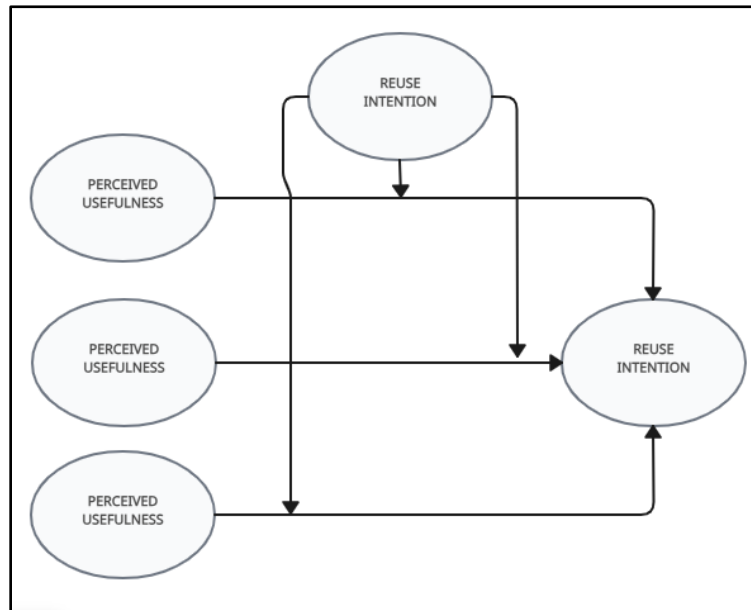 REUSE
INTENTION
PERCEIVED
USEFULNESS
PERCEIVED
USEFULNESS
REUSE
INTENTION
PERCEIVED
USEFULNESS